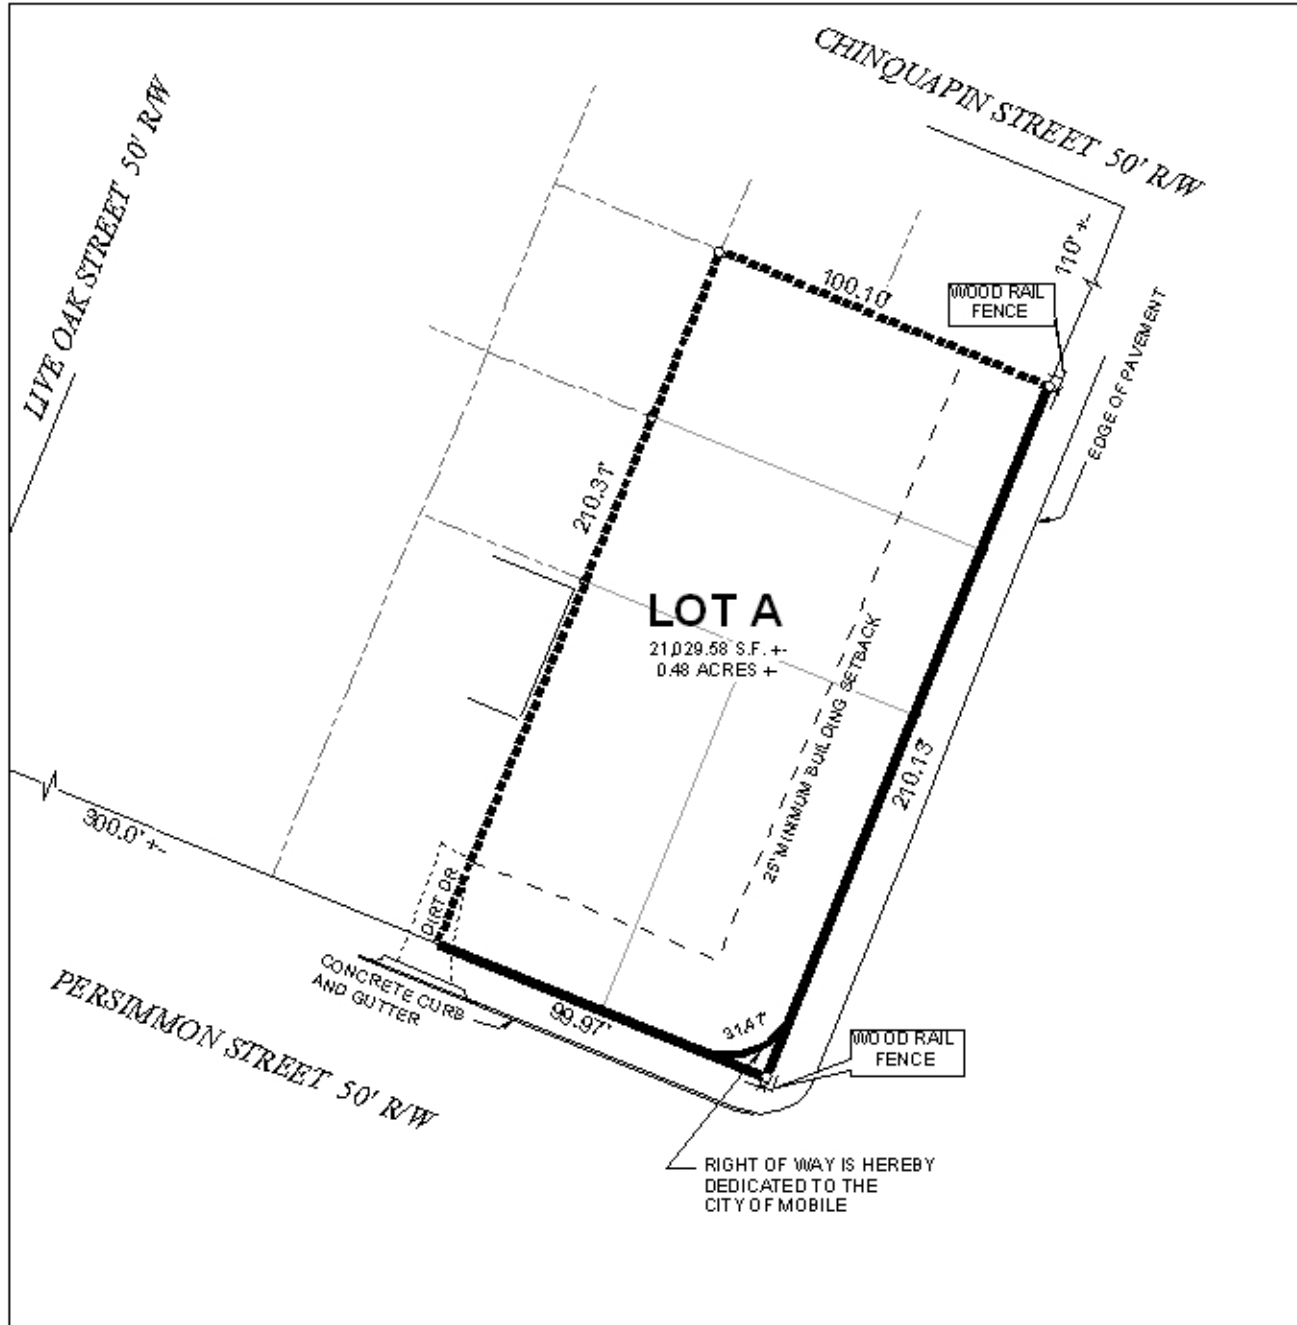 CHINQUAPIN STREET 50' R/W
LIVE OAK STREET 50' R/W
110' +-
100.10'
WOOD RAIL
FENCE
EDGE OF PAVEMENT
210.31'
LOT A
21,029.58 S.F. +-
0.48 ACRES +-
25' MINIMUM BUILDING SETBACK
210.13'
300.0' +-
DIRT DR
CONCRETE CURB
AND GUTTER
99.97'
31.47'
WOOD RAIL
FENCE
PERSIMMON STREET 50' R/W
RIGHT OF WAY IS HEREBY
DEDICATED TO THE
CITY OF MOBILE